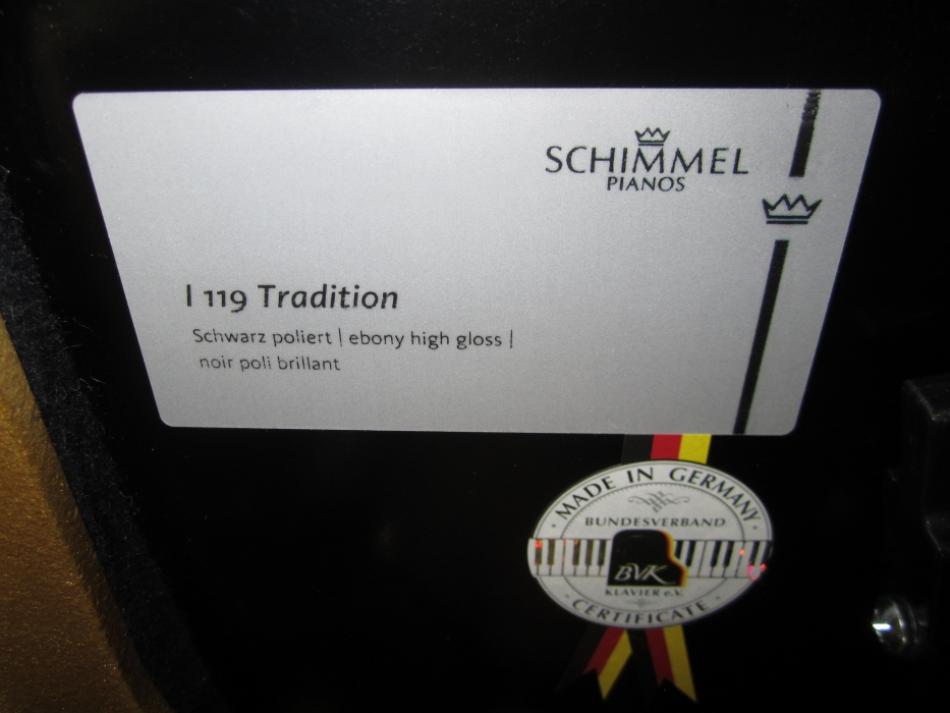 SCHIMMEL
PIANOS
I 119 Tradition
Schwarz poliert | ebony high gloss |
noir poli brillant
· MADE IN GERMANY ·
BUNDESVERBAND
BVK
KLAVIER e.V.
· CERTIFICATE ·